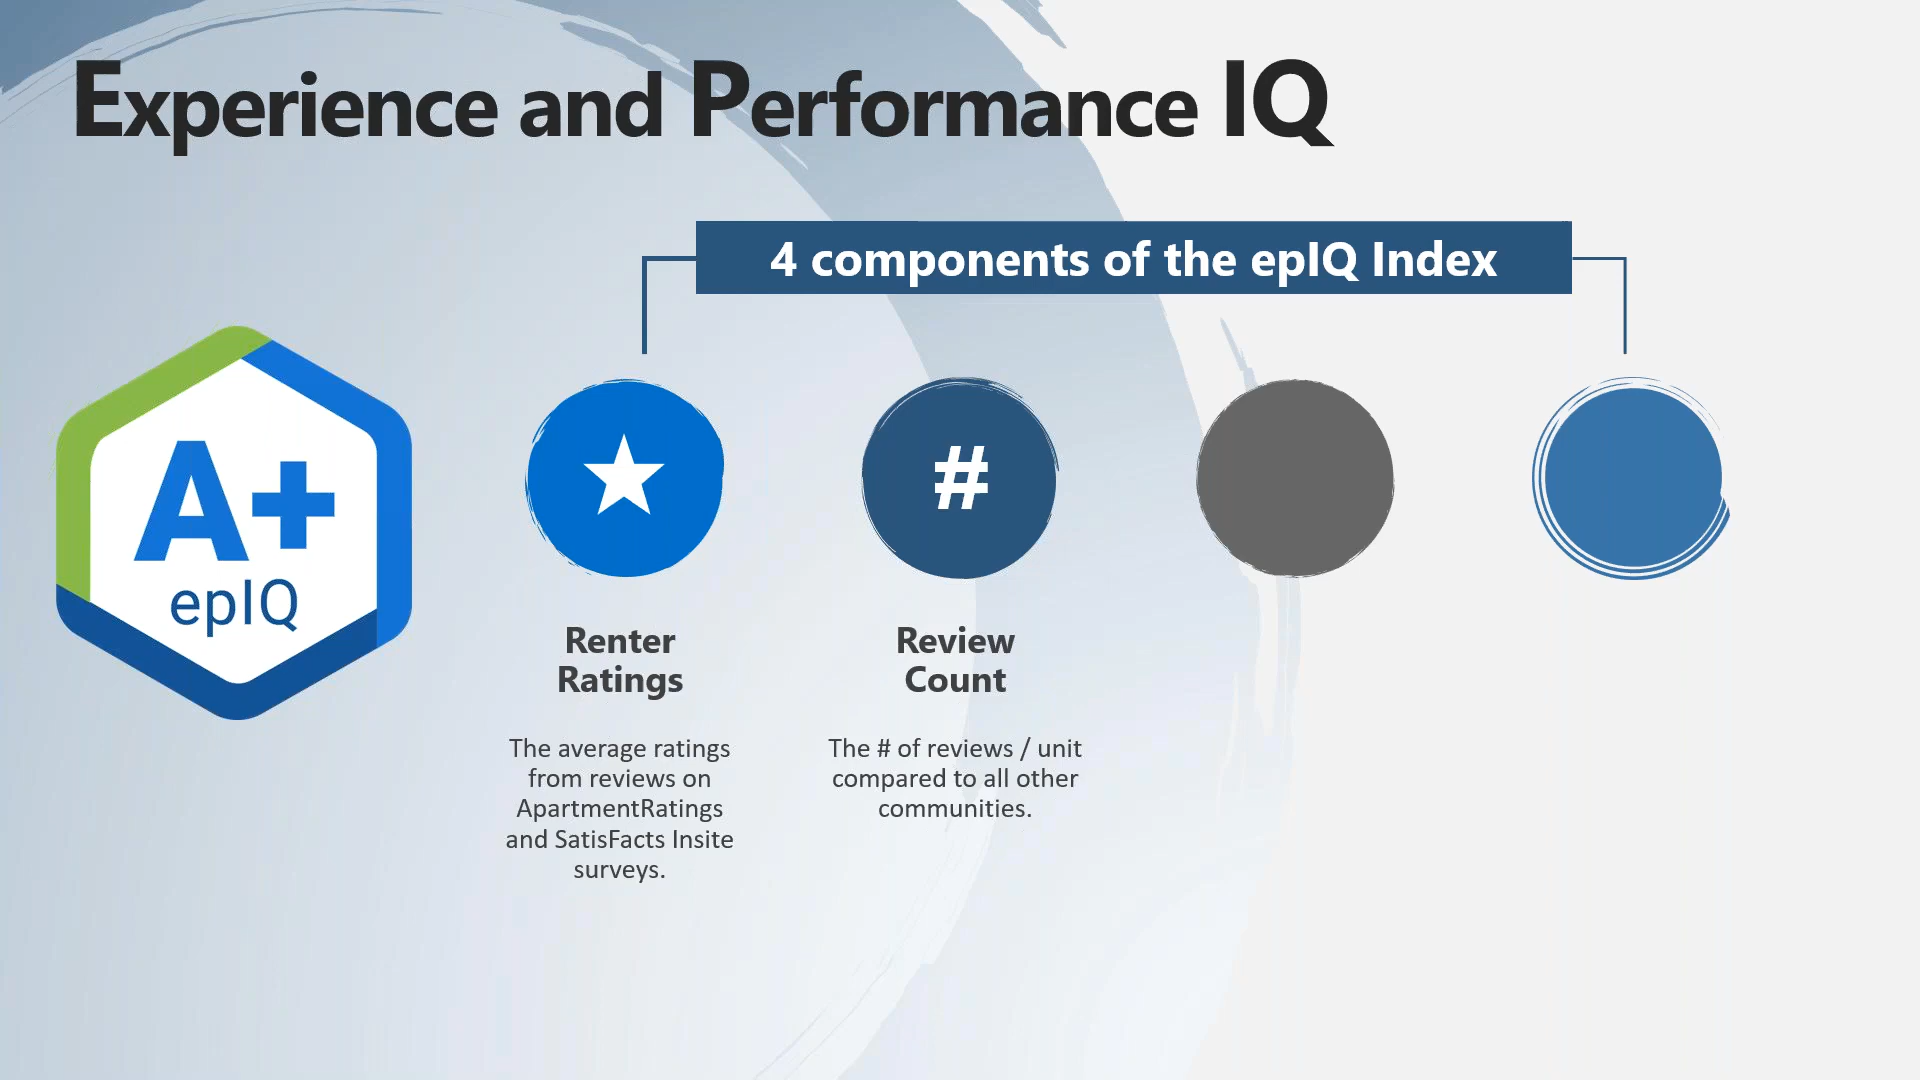 Experience and Performance IQ
4 components of the epIQ Index
A+
epIQ
#
Renter
Ratings
The average ratings
from reviews on
ApartmentRatings
and SatisFacts Insite
surveys.
Review
Count
The # of reviews / unit
compared to all other
communities.